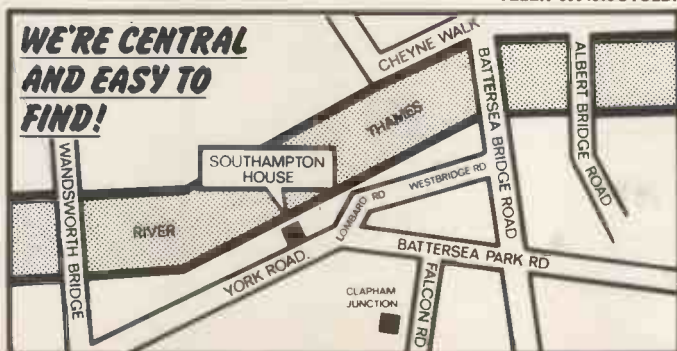 WE'RE CENTRAL
AND EASY TO
FIND!
CHEYNE WALK
BATTERSEA BRIDGE ROAD
ALBERT BRIDGE ROAD
WANDSWORTH BRIDGE
THAMES
SOUTHAMPTON
HOUSE
WESTBRIDGE RD
LOMBARD RD
RIVER
YORK ROAD.
BATTERSEA PARK RD
FALCON RD
CLAPHAM
JUNCTION